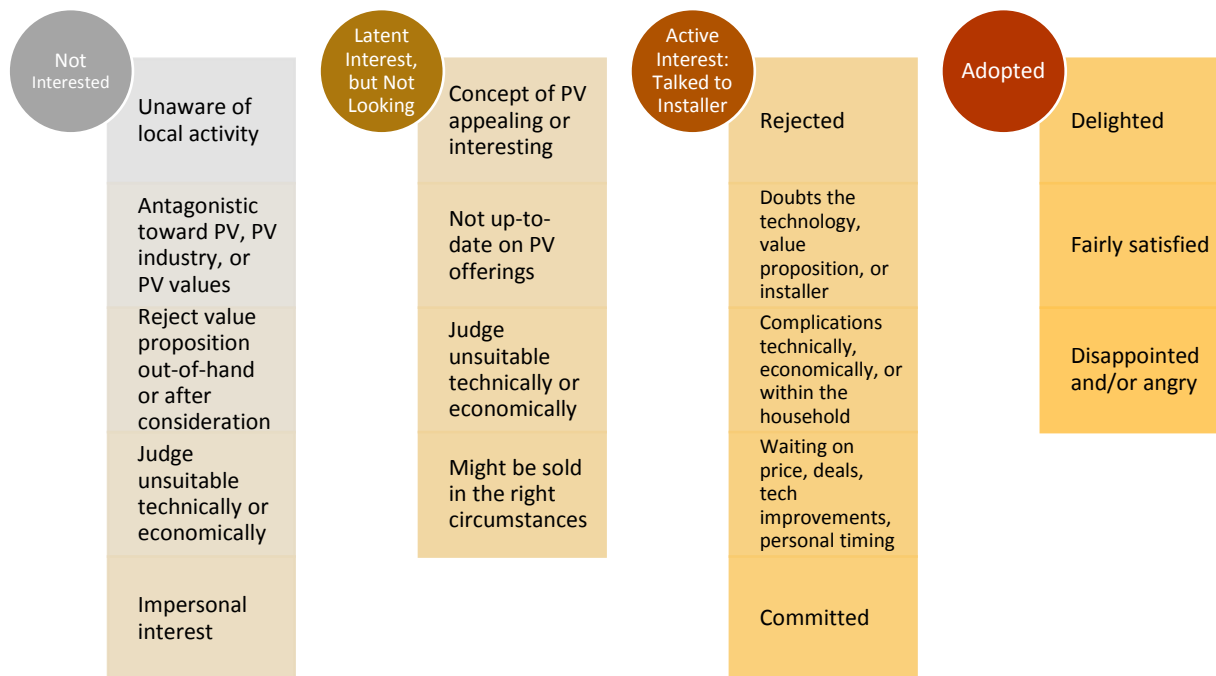 Not
Interested
Unaware of
local activity
Antagonistic
toward PV, PV
industry, or
PV values
Reject value
proposition
out-of-hand
or after
consideration
Judge
unsuitable
technically or
economically
Impersonal
interest
Latent
Interest,
but Not
Looking
Concept of PV
appealing or
interesting
Not up-to-
date on PV
offerings
Judge
unsuitable
technically or
economically
Might be sold
in the right
circumstances
Active
Interest:
Talked to
Installer
Rejected
Doubts the
technology,
value
proposition, or
installer
Complications
technically,
economically, or
within the
household
Waiting on
price, deals,
tech
improvements,
personal timing
Committed
Adopted
Delighted
Fairly satisfied
Disappointed
and/or angry